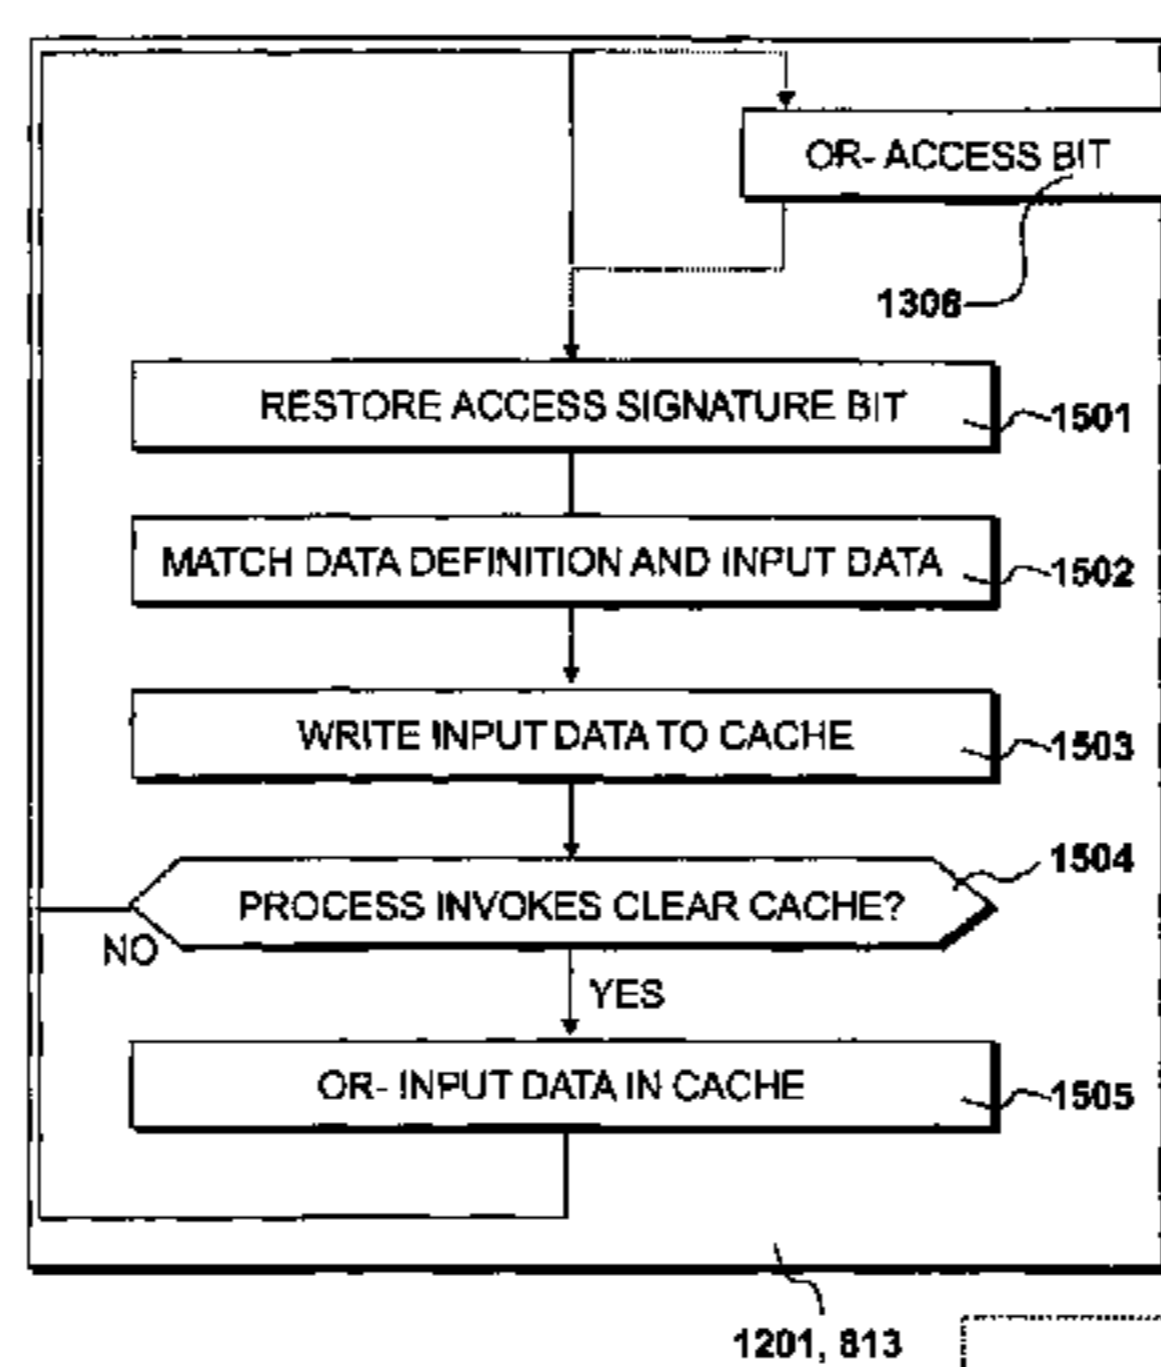 OR- ACCESS BIT
1306
RESTORE ACCESS SIGNATURE BIT
1501
MATCH DATA DEFINITION AND INPUT DATA
1502
WRITE INPUT DATA TO CACHE
1503
1504
PROCESS INVOKES CLEAR CACHE?
NO
YES
OR- INPUT DATA IN CACHE
1505
1201, 813